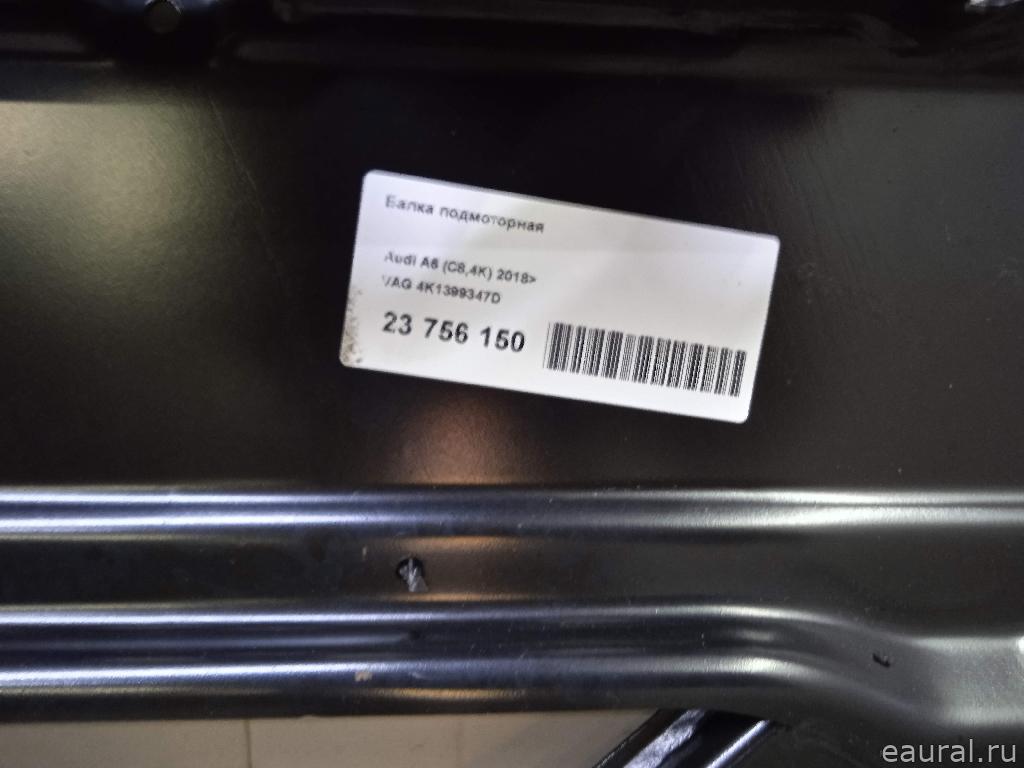 Балка подмоторная
Audi A6 (C8,4K) 2018>
VAG 4K1399347D
23 756 150
eaural.ru